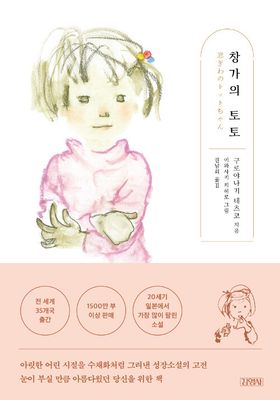 창가의 토토
窓ぎわのトットちゃん
구로야나기 테츠코 지음
이와사키 치히로 그림
권남희 옮김
전 세계
35개국
출간
1500만 부
이상 판매
20세기
일본에서
가장 많이 팔린
소설
아릿한 어린 시절을 수채화처럼 그려낸 성장소설의 고전
눈이 부실 만큼 아름다웠던 당신을 위한 책
김영사